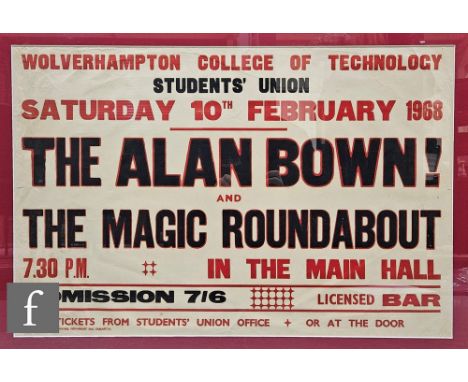 WOLVERHAMPTON COLLEGE OF TECHNOLOGY
STUDENTS' UNION
SATURDAY 10TH FEBRUARY 1968
THE ALAN BOWN!
AND
THE MAGIC ROUNDABOUT
7.30 P.M. IN THE MAIN HALL
MISSION 7/6 LICENSED BAR
TICKETS FROM STUDENTS' UNION OFFICE + OR AT THE DOOR
f